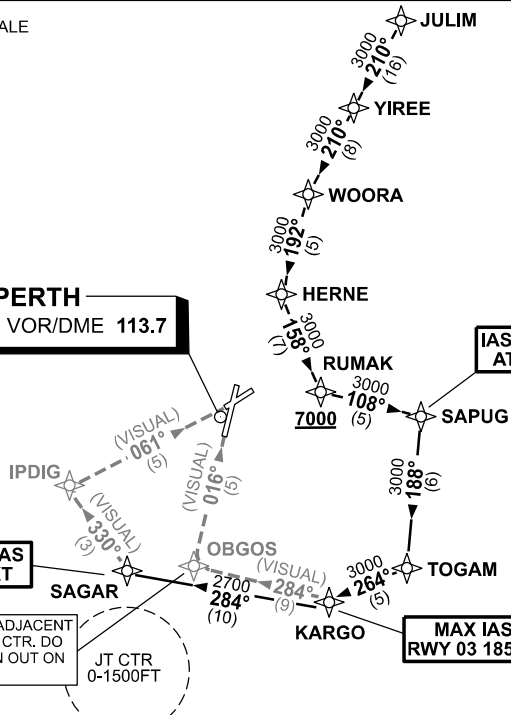 ALE
JULIM
3000
210°
(16)
YIREE
3000
210°
(8)
WOORA
3000
192°
(5)
HERNE
3000
158°
(7)
PERTH
VOR/DME 113.7
RUMAK
7000
3000
108°
(5)
IAS
AT
SAPUG
3000
188°
(6)
(VISUAL)
061°
(5)
IPDIG
(VISUAL)
016°
(5)
(VISUAL)
330°
(3)
OBGOS
(VISUAL)
284°
(9)
TOGAM
3000
264°
(5)
AS
KT
SAGAR
2700
284°
(10)
KARGO
MAX IAS
RWY 03 185
ADJACENT
CTR. DO
N OUT ON
JT CTR
0-1500FT